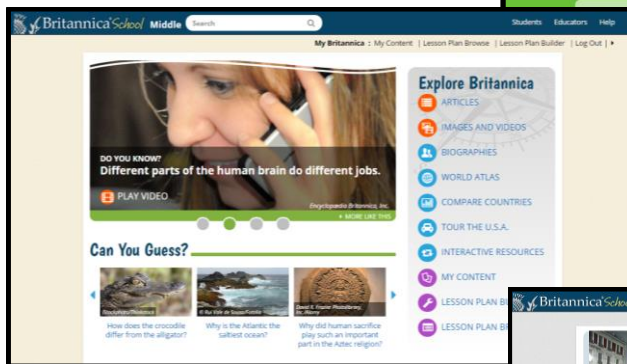 Britannica School Middle Search
Students Educators Help
My Britannica : My Content | Lesson Plan Browse | Lesson Plan Builder | Log Out |
DO YOU KNOW?
Different parts of the human brain do different jobs.
PLAY VIDEO
Encyclopædia Britannica, Inc.
MORE LIKE THIS
Can You Guess?
How does the crocodile
differ from the alligator?
Why is the Atlantic the
saltiest ocean?
Why did human sacrifice
play such an important
part in the Aztec religion?
Explore Britannica
ARTICLES
IMAGES AND VIDEOS
BIOGRAPHIES
WORLD ATLAS
COMPARE COUNTRIES
TOUR THE U.S.A.
INTERACTIVE RESOURCES
MY CONTENT
LESSON PLAN
LESSON PLAN
Britannica School